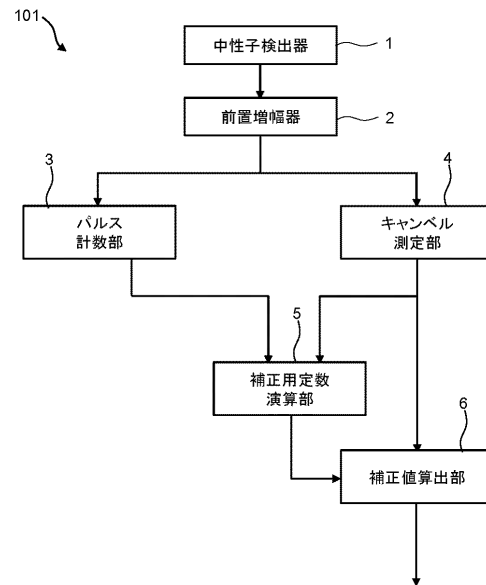 101
中性子検出器
1
前置増幅器
2
3
パルス
計数部
4
キャンベル
測定部
5
補正用定数
演算部
6
補正値算出部